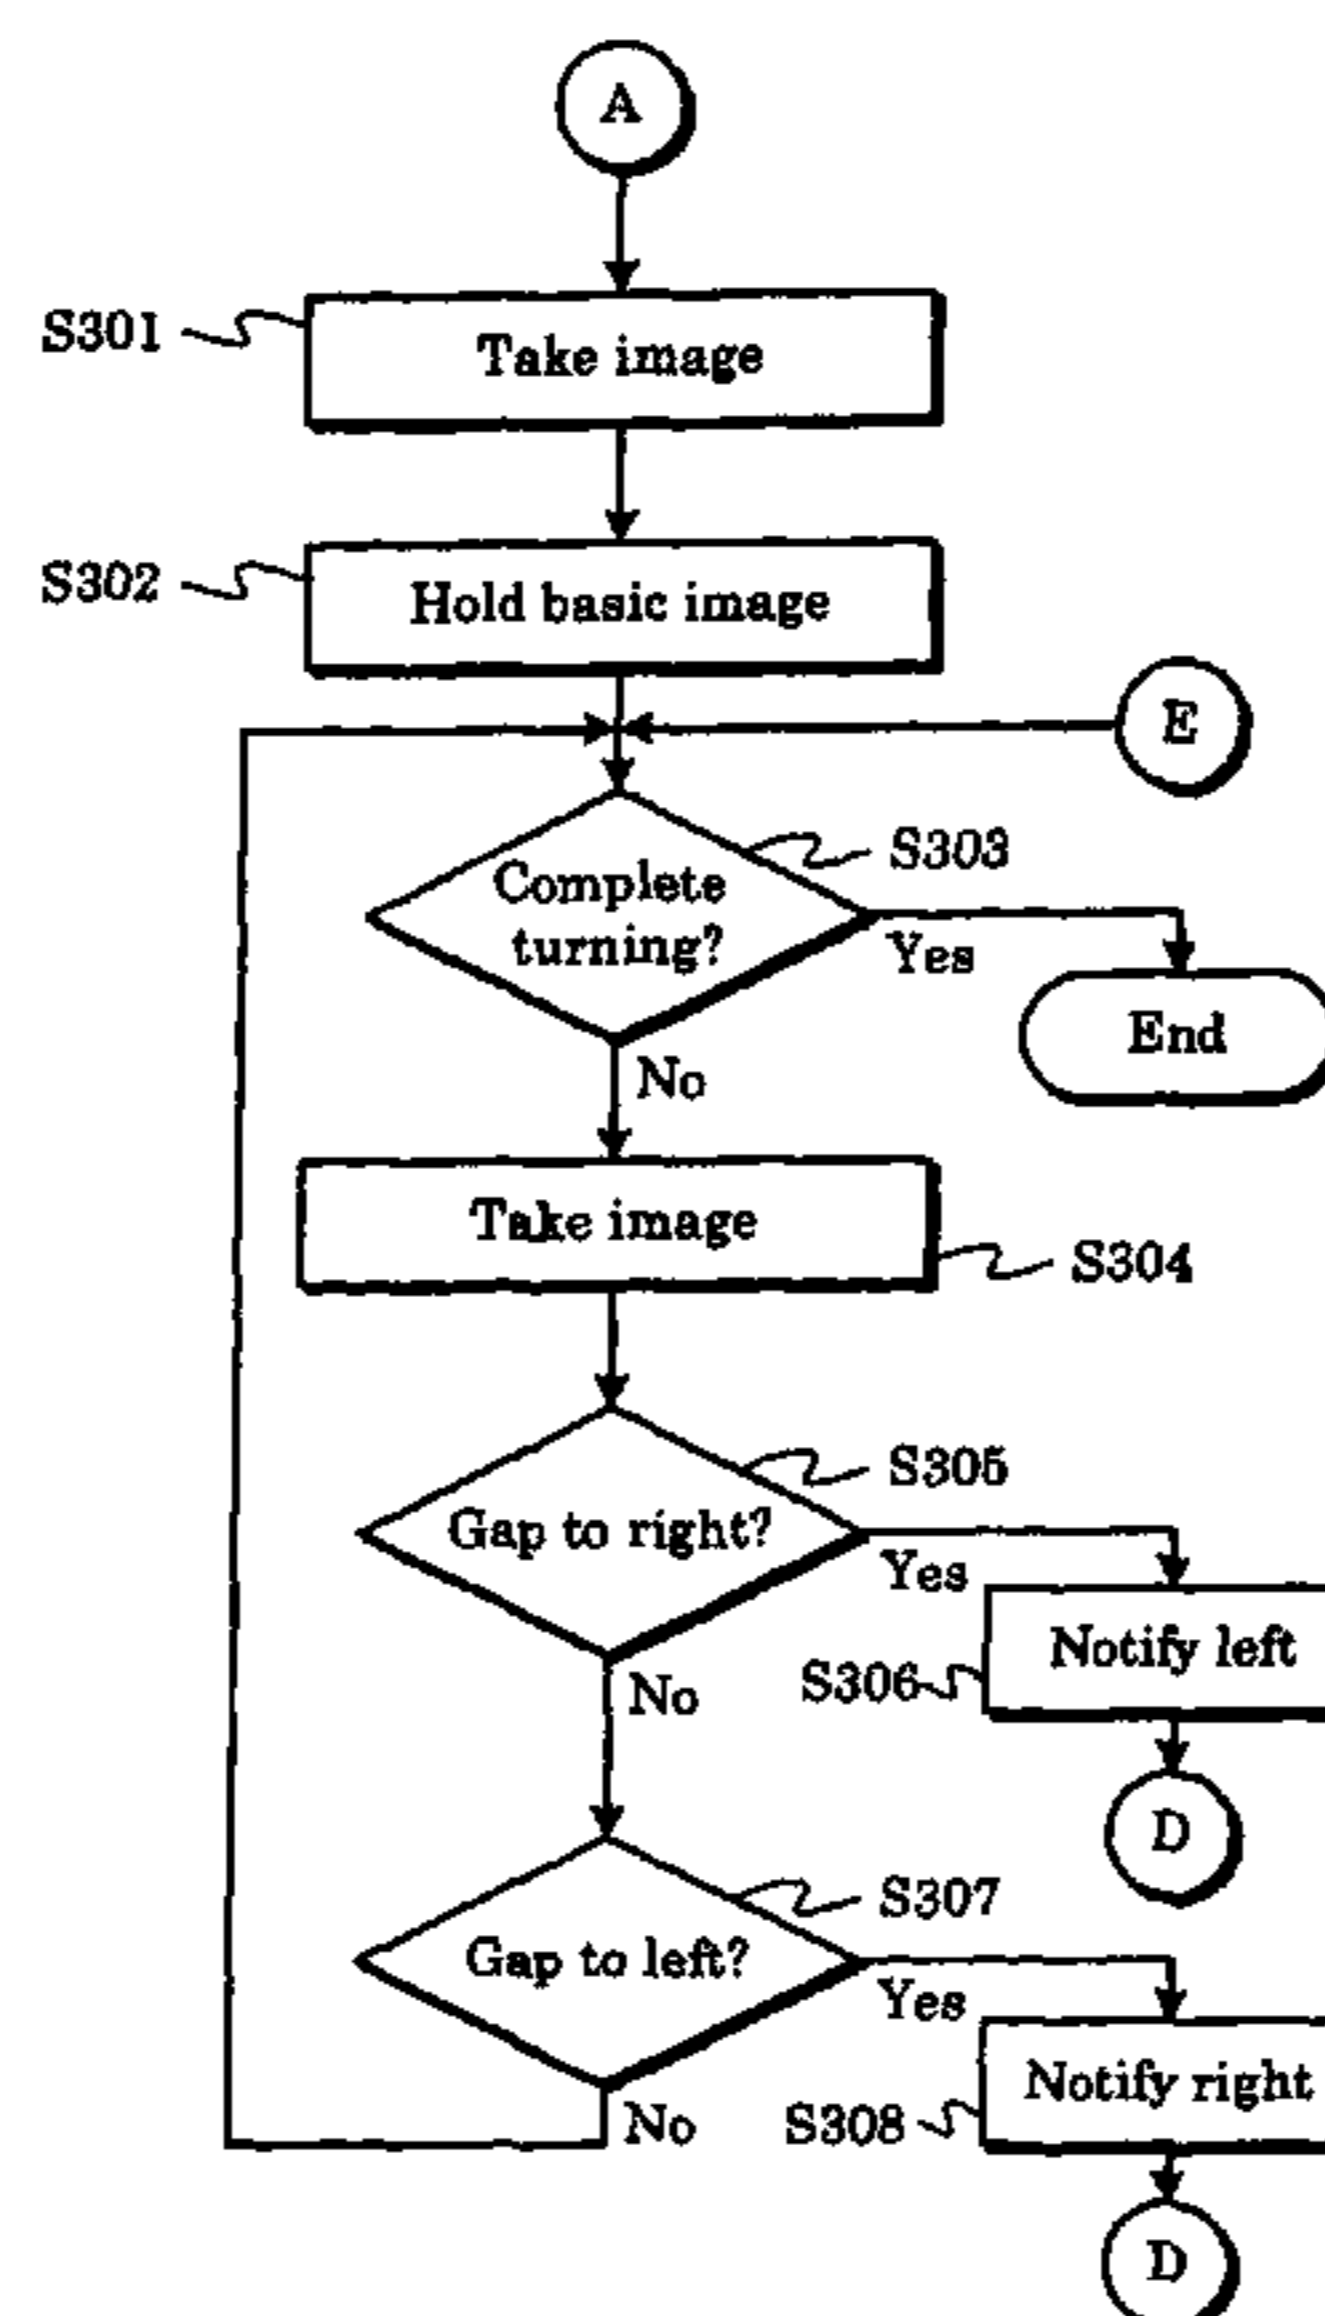 A
S301
Take image
S302
Hold basic image
E
S303
Complete
turning?
Yes
End
No
Take image
S304
S305
Gap to right?
Yes
Notify left
S306
No
D
S307
Gap to left?
Yes
Notify right
S308
No
D